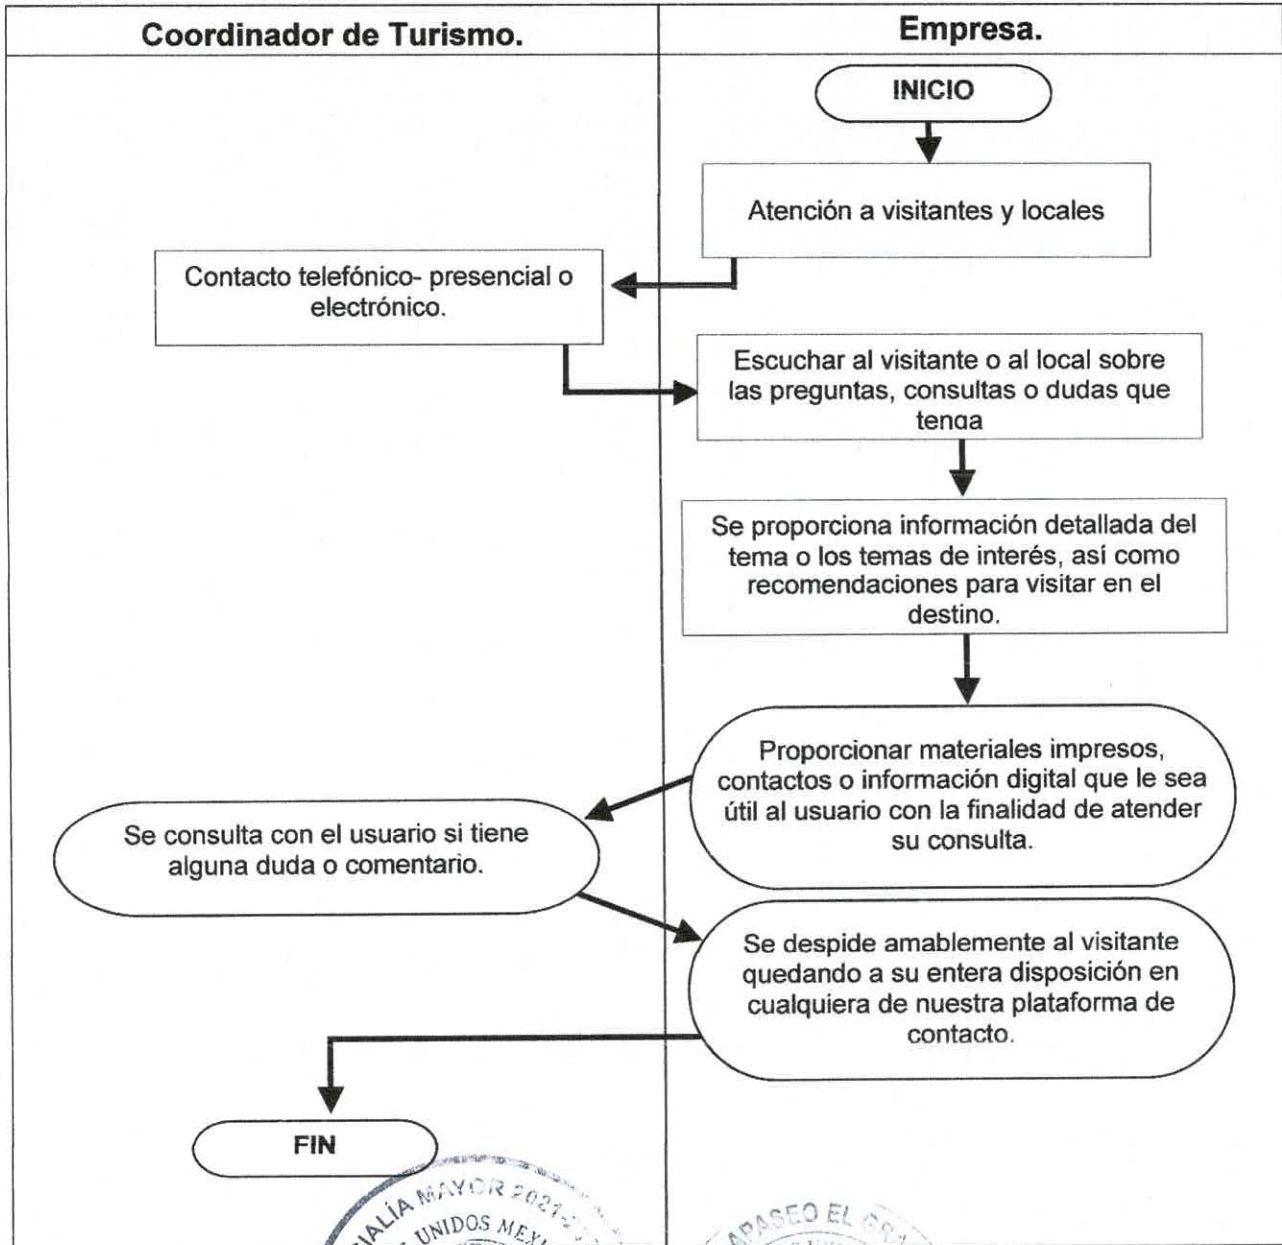 Coordinador de Turismo.
Empresa.
INICIO
Atención a visitantes y locales
Contacto telefónico- presencial o
electrónico.
Escuchar al visitante o al local sobre
las preguntas, consultas o dudas que
tenga
Se proporciona información detallada del
tema o los temas de interés, así como
recomendaciones para visitar en el
destino.
Proporcionar materiales impresos,
contactos o información digital que le sea
útil al usuario con la finalidad de atender
su consulta.
Se consulta con el usuario si tiene
alguna duda o comentario.
Se despide amablemente al visitante
quedando a su entera disposición en
cualquiera de nuestra plataforma de
contacto.
FIN
MAYOR
UNIDOS
APASEO EL